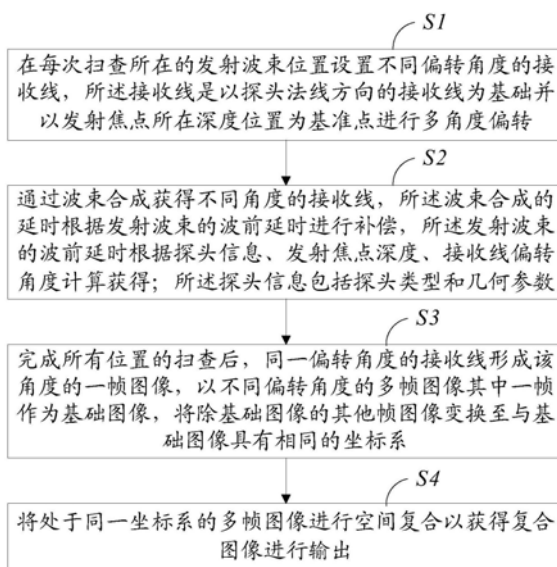 S1
在每次扫查所在的发射波束位置设置不同偏转角度的接
收线，所述接收线是以探头法线方向的接收线为基础并
以发射焦点所在深度位置为基准点进行多角度偏转
S2
通过波束合成获得不同角度的接收线，所述波束合成的
延时根据发射波束的波前延时进行补偿，所述发射波束
的波前延时根据探头信息、发射焦点深度、接收线偏转
角度计算获得；所述探头信息包括探头类型和几何参数
S3
完成所有位置的扫查后，同一偏转角度的接收线形成该
角度的一帧图像，以不同偏转角度的多帧图像其中一帧
作为基础图像，将除基础图像的其他帧图像变换至与基
础图像具有相同的坐标系
S4
将处于同一坐标系的多帧图像进行空间复合以获得复合
图像进行输出